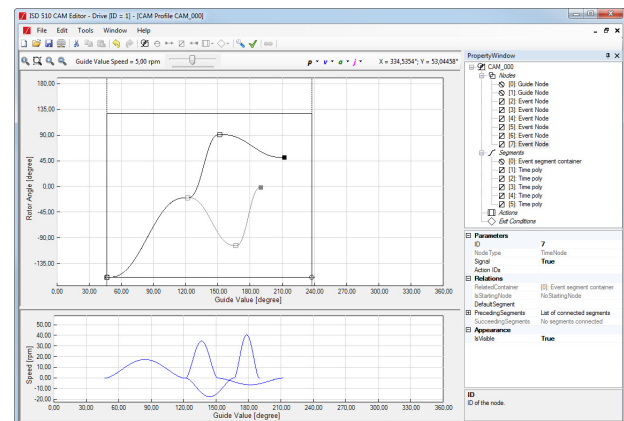 ISD 510 CAM Editor - Drive [ID = 1] - [CAM Profile CAM_000]
File Edit Tools Window Help
Guide Value Speed = 5,00 rpm
p v a j X = 334,5354°; Y = 53,04458°
180.00
135.00
90.00
45.00
0.00
-45.00
-90.00
-135.00
Rotor Angle [degree]
0.00 30.00 60.00 90.00 120.00 150.00 180.00 210.00 240.00 270.00 300.00 330.00 360.00
Guide Value [degree]
50.00
40.00
30.00
20.00
10.00
0.00
-10.00
-20.00
Speed [rpm]
0.00 30.00 60.00 90.00 120.00 150.00 180.00 210.00 240.00 270.00 300.00 330.00 360.00
Guide Value [degree]
PropertyWindow
CAM_000
Nodes
[0]: Guide Node
[1]: Guide Node
[2]: Event Node
[3]: Event Node
[4]: Event Node
[5]: Event Node
[6]: Event Node
[7]: Event Node
Segments
[0]: Event segment container
[1]: Time poly
[2]: Time poly
[3]: Time poly
[4]: Time poly
[5]: Time poly
Actions
Exit Conditions
Parameters
ID 7
NodeType TimeNode
Signal True
Action IDs
Relations
RelatedContainer [0]: Event segment container
IsStartingNode NoStartingNode
DefaultSegment
PrecedingSegments List of connected segments
SucceedingSegments No segments connected
Appearance
IsVisible True
ID
ID of the node.